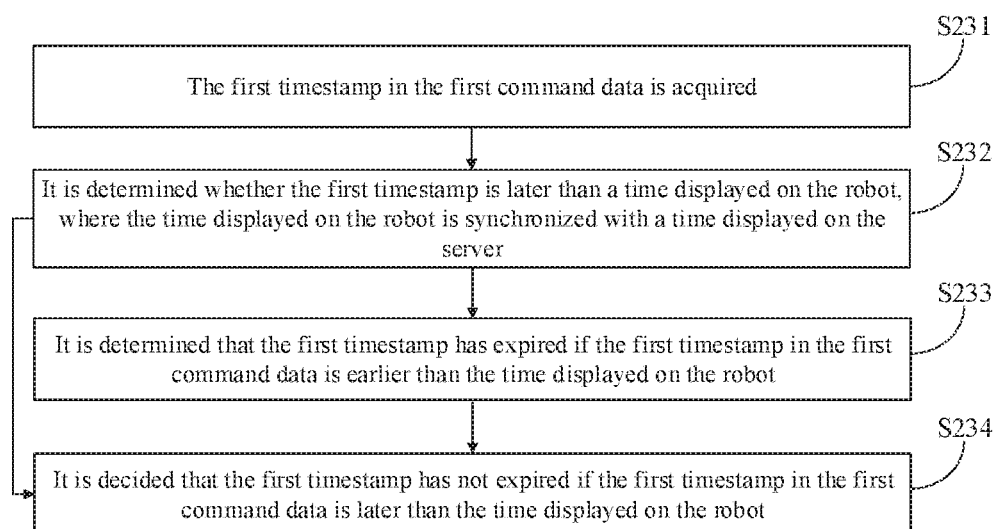 S231
The first timestamp in the first command data is acquired
S232
It is determined whether the first timestamp is later than a time displayed on the robot,
where the time displayed on the robot is synchronized with a time displayed on the
server
S233
It is determined that the first timestamp has expired if the first timestamp in the first
command data is earlier than the time displayed on the robot
S234
It is decided that the first timestamp has not expired if the first timestamp in the first
command data is later than the time displayed on the robot